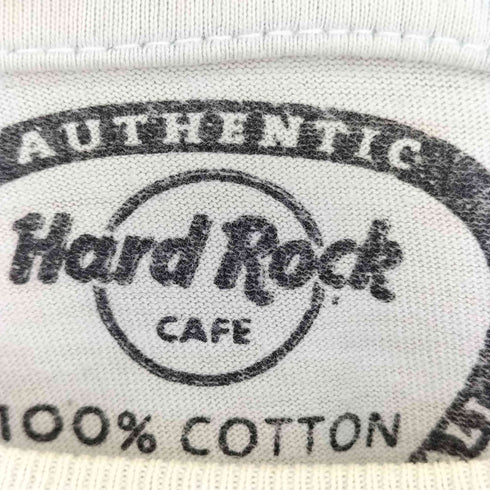 AUTHENTIC
Hard Rock
CAFE
100% COTTON